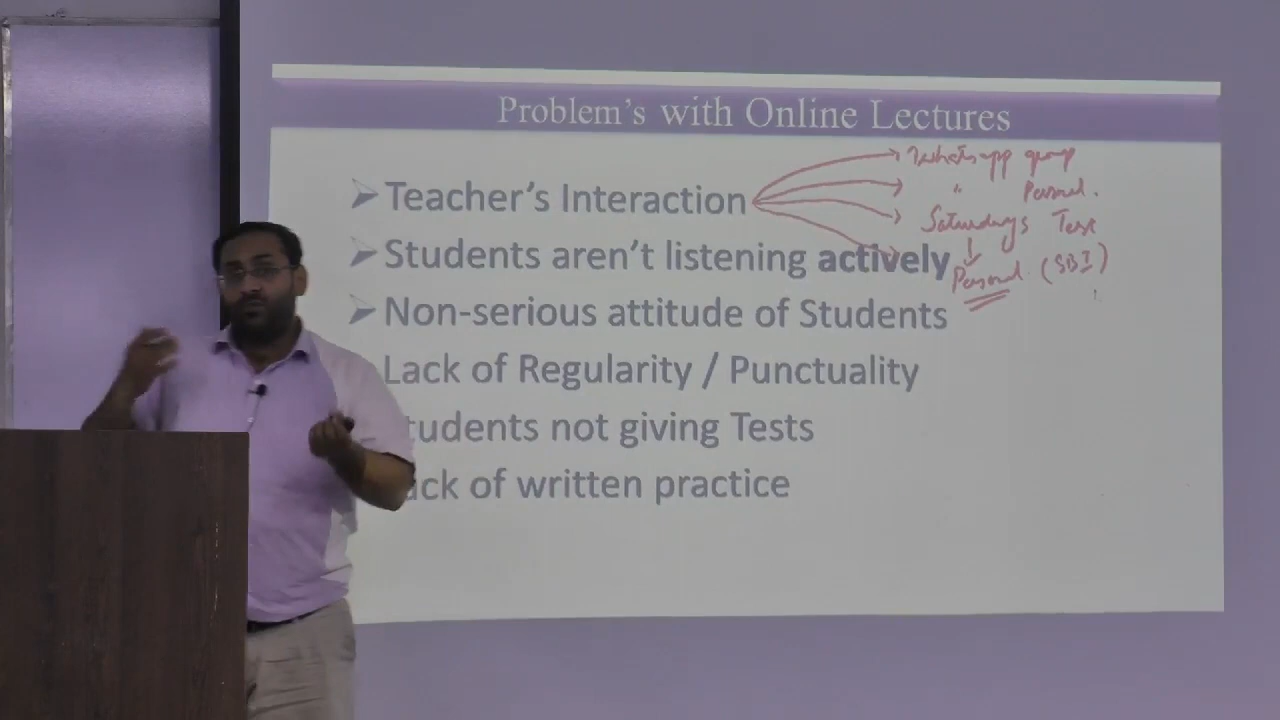 Problem's with Online Lectures
➢ Teacher's Interaction
Whatsapp group
" Personal.
Saturdays Test
↓
Personal (SBI)
➢ Students aren't listening actively
➢ Non-serious attitude of Students
Lack of Regularity / Punctuality
tudents not giving Tests
ack of written practice